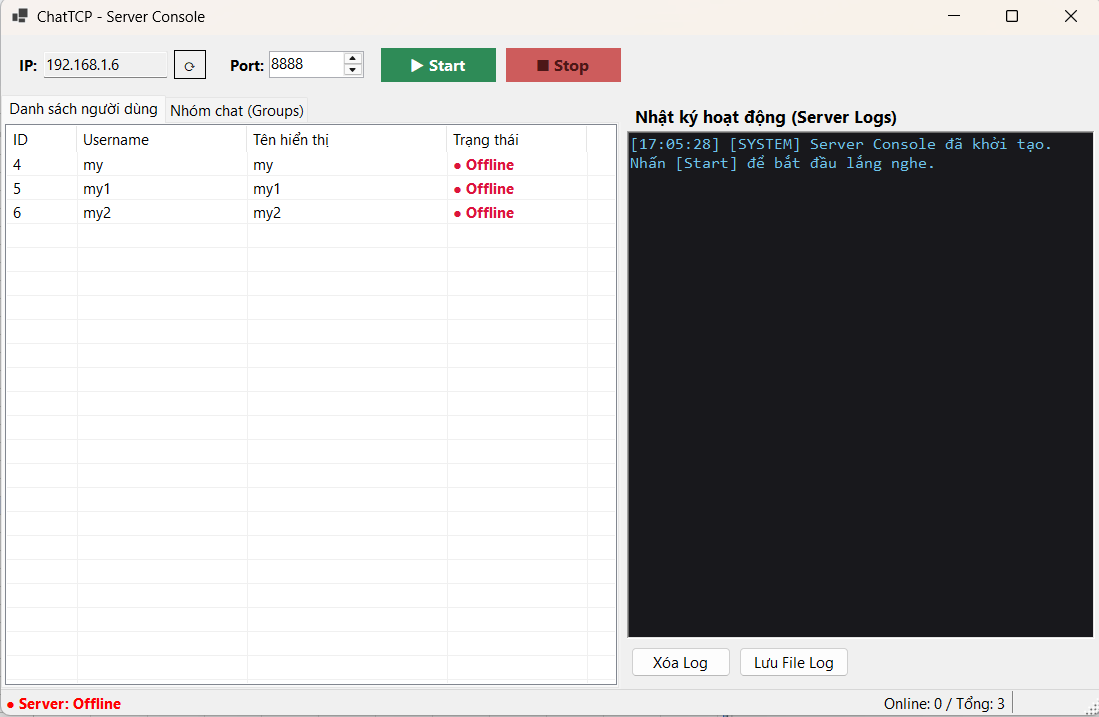 ChatTCP - Server Console
IP: 192.168.1.6 Port: 8888 Start Stop
Danh sách người dùng Nhóm chat (Groups)
ID Username Tên hiển thị Trạng thái
4 my my ● Offline
5 my1 my1 ● Offline
6 my2 my2 ● Offline
Nhật ký hoạt động (Server Logs)
[17:05:28] [SYSTEM] Server Console đã khởi tạo.
Nhấn [Start] để bắt đầu lắng nghe.
Xóa Log Lưu File Log
● Server: Offline Online: 0 / Tổng: 3